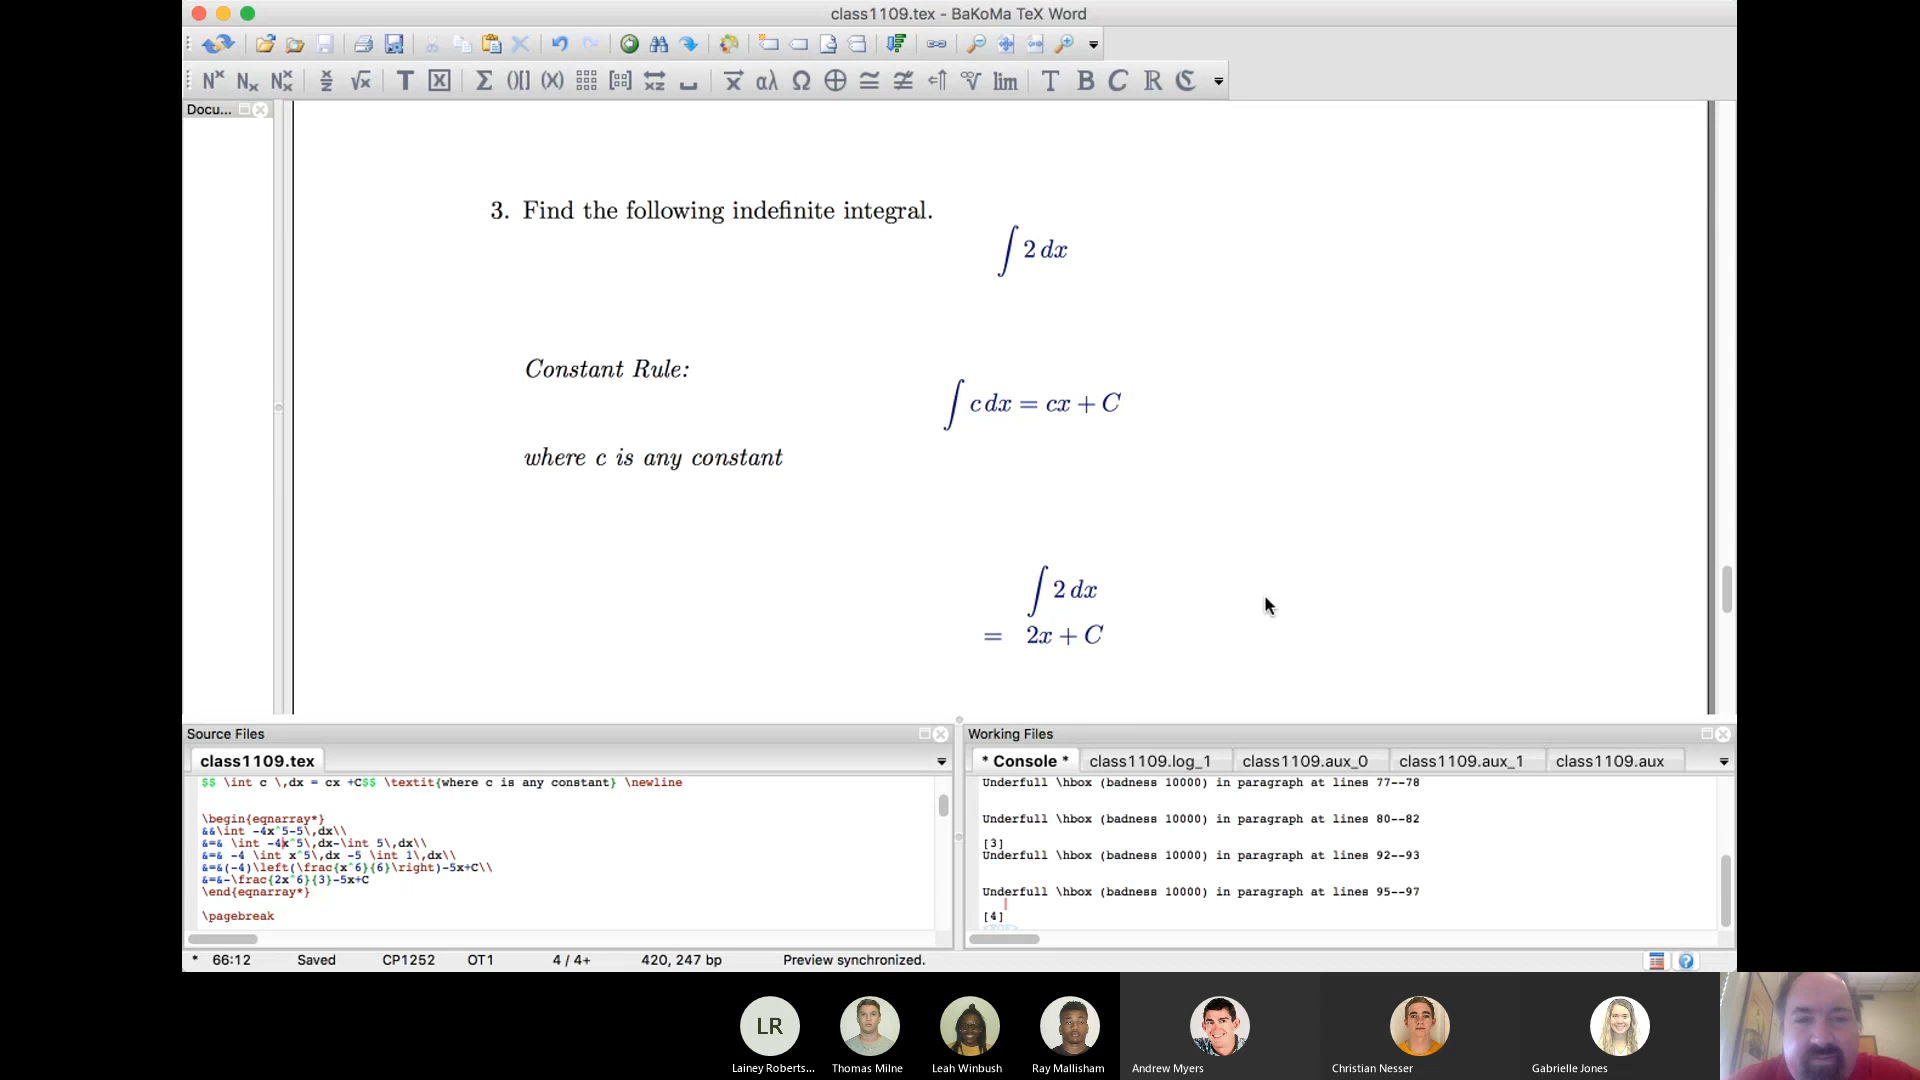 class1109.tex - BaKoMa TeX Word
Docu...
3. Find the following indefinite integral.
∫ 2 dx
Constant Rule:
∫ c dx = cx + C
where c is any constant
∫ 2 dx
= 2x + C
Source Files
class1109.tex
$$ \int c \,dx = cx +C$$ \textit{where c is any constant} \newline
\begin{eqnarray*}
&&\int -4x^5-5\,dx\\
&=& \int -4x^5\,dx-\int 5\,dx\\
&=& -4 \int x^5\,dx -5 \int 1\,dx\\
&=&(-4)\left(\frac{x^6}{6}\right)-5x+C\\
&=&-\frac{2x^6}{3}-5x+C
\end{eqnarray*}
\pagebreak
Working Files
* Console * class1109.log_1 class1109.aux_0 class1109.aux_1 class1109.aux
Underfull \hbox (badness 10000) in paragraph at lines 77--78
Underfull \hbox (badness 10000) in paragraph at lines 80--82
[3]
Underfull \hbox (badness 10000) in paragraph at lines 92--93
Underfull \hbox (badness 10000) in paragraph at lines 95--97
[4]
* 66:12 Saved CP1252 OT1 4 / 4+ 420, 247 bp Preview synchronized.
LR
Lainey Roberts... Thomas Milne Leah Winbush Ray Mallisham Andrew Myers Christian Nesser Gabrielle Jones